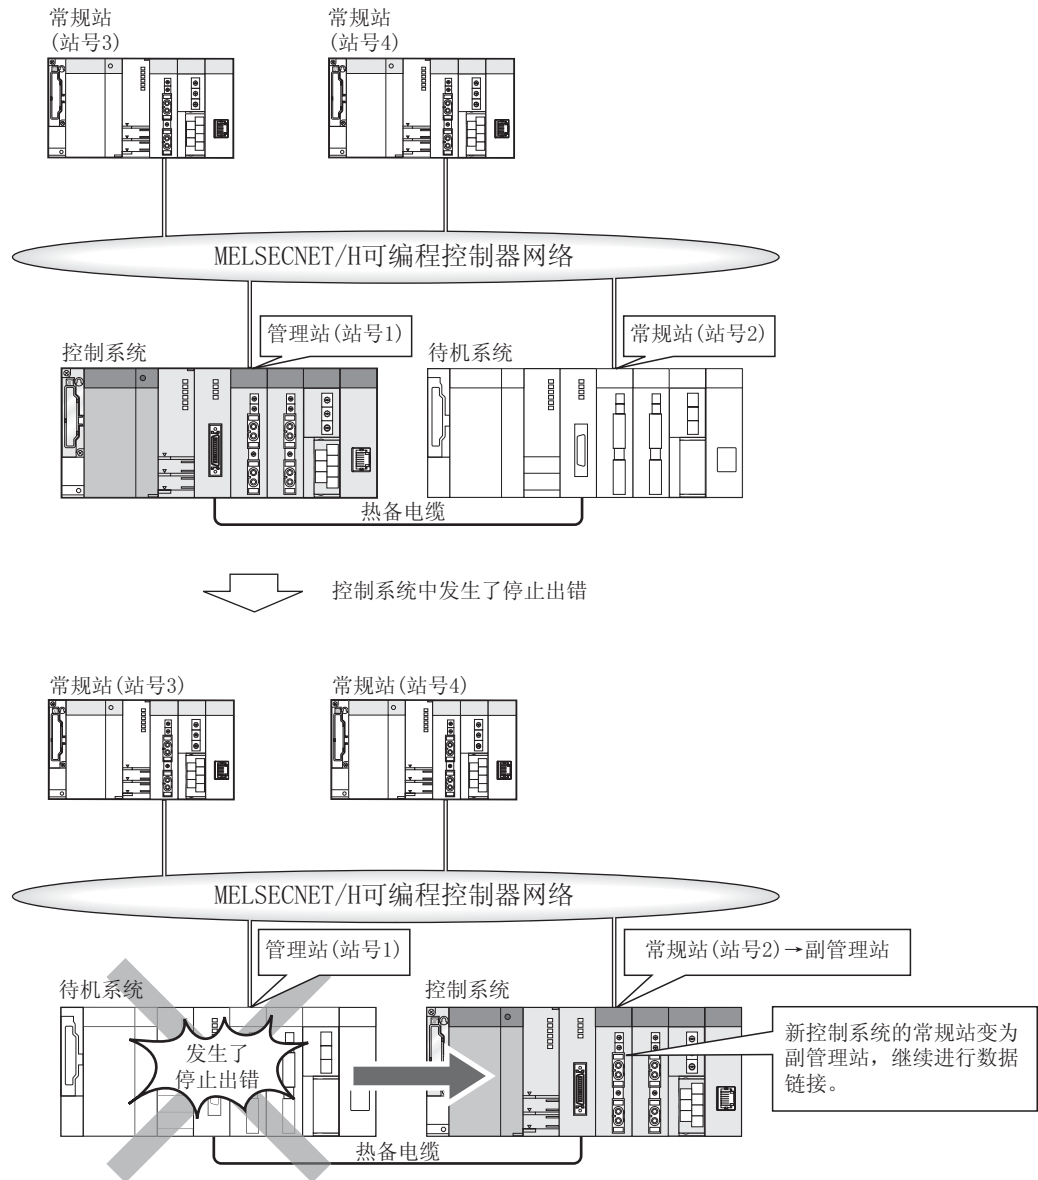 常规站
(站号3)
常规站
(站号4)
MELSECNET/H可编程控制器网络
管理站(站号1)
常规站(站号2)
控制系统
待机系统
热备电缆
控制系统中发生了停止出错
常规站(站号3)
常规站(站号4)
MELSECNET/H可编程控制器网络
管理站(站号1)
常规站(站号2)→副管理站
待机系统
控制系统
发生了
停止出错
新控制系统的常规站变为
副管理站，继续进行数据
链接。
热备电缆